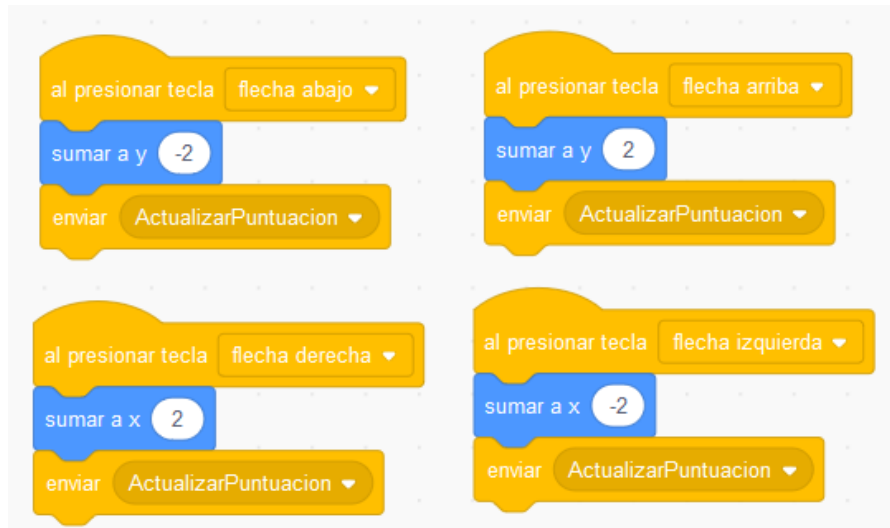 al presionar tecla flecha abajo
sumar a y -2
enviar ActualizarPuntuacion
al presionar tecla flecha arriba
sumar a y 2
enviar ActualizarPuntuacion
al presionar tecla flecha derecha
sumar a x 2
enviar ActualizarPuntuacion
al presionar tecla flecha izquierda
sumar a x -2
enviar ActualizarPuntuacion